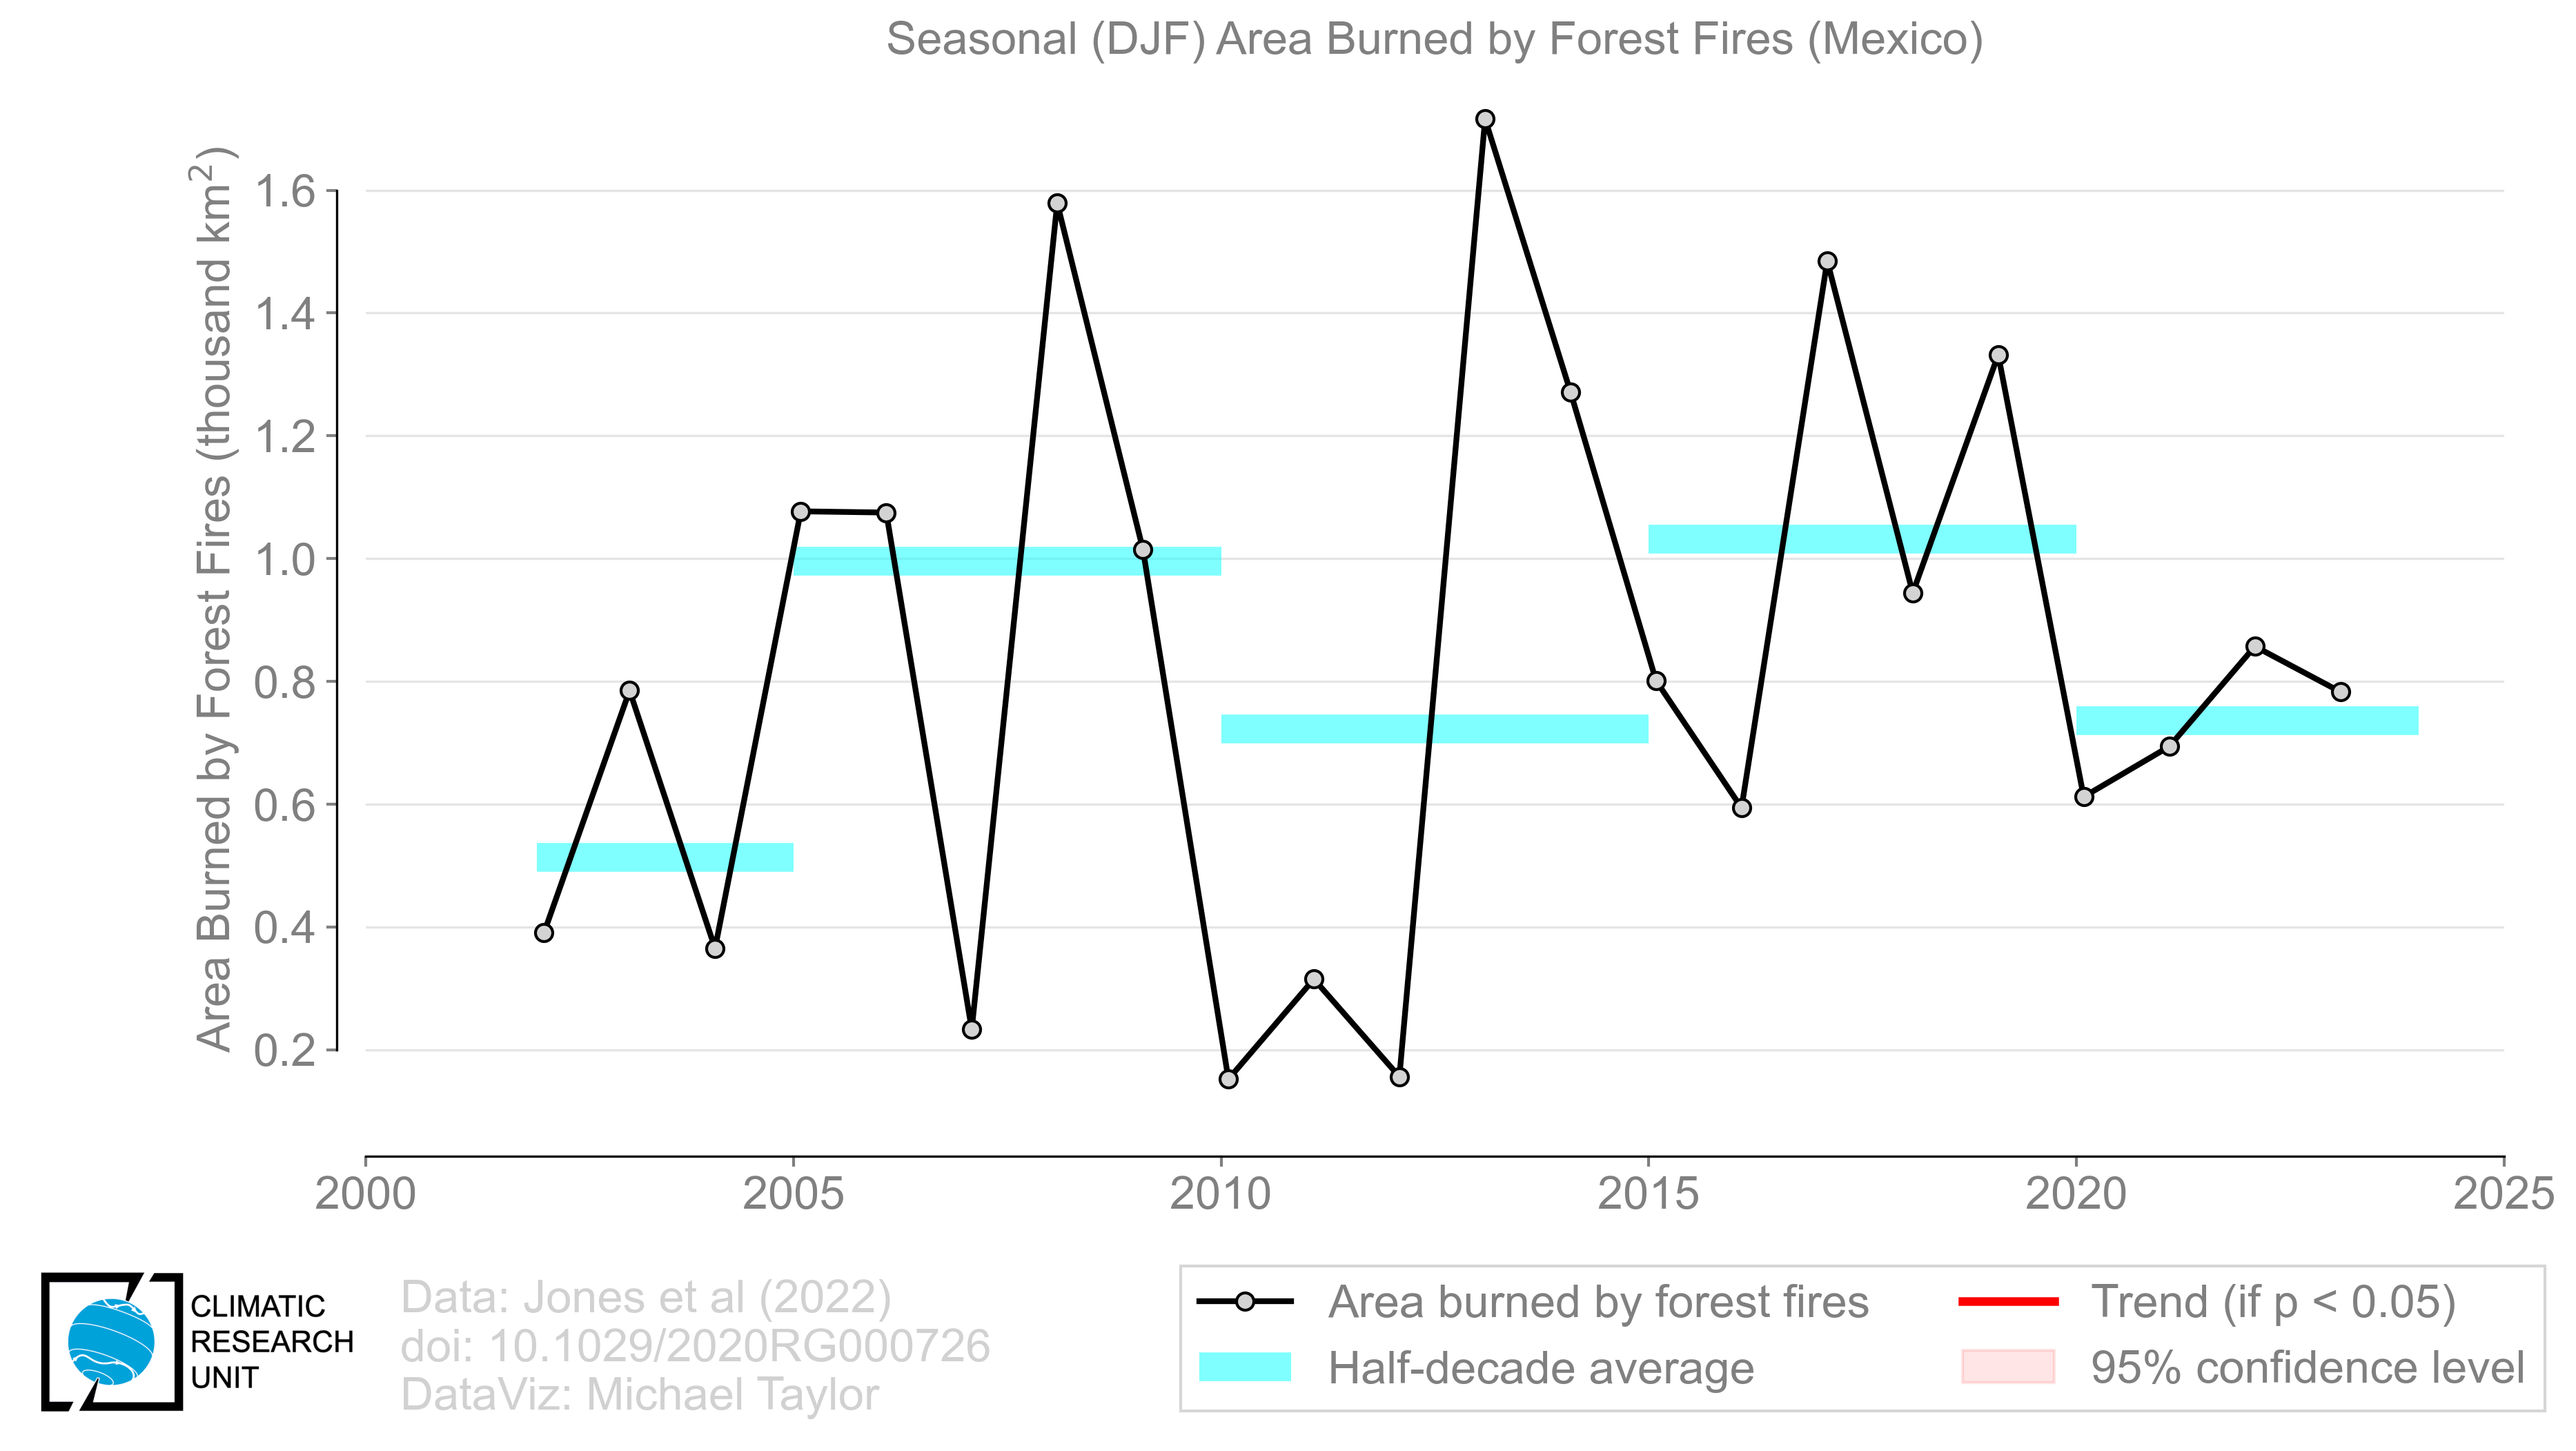 Seasonal (DJF) Area Burned by Forest Fires (Mexico)
Area Burned by Forest Fires (thousand km²)
1.6
1.4
1.2
1.0
0.8
0.6
0.4
0.2
2000 2005 2010 2015 2020 2025
CLIMATIC
RESEARCH
UNIT
Data: Jones et al (2022)
doi: 10.1029/2020RG000726
DataViz: Michael Taylor
Area burned by forest fires
Half-decade average
Trend (if p < 0.05)
95% confidence level